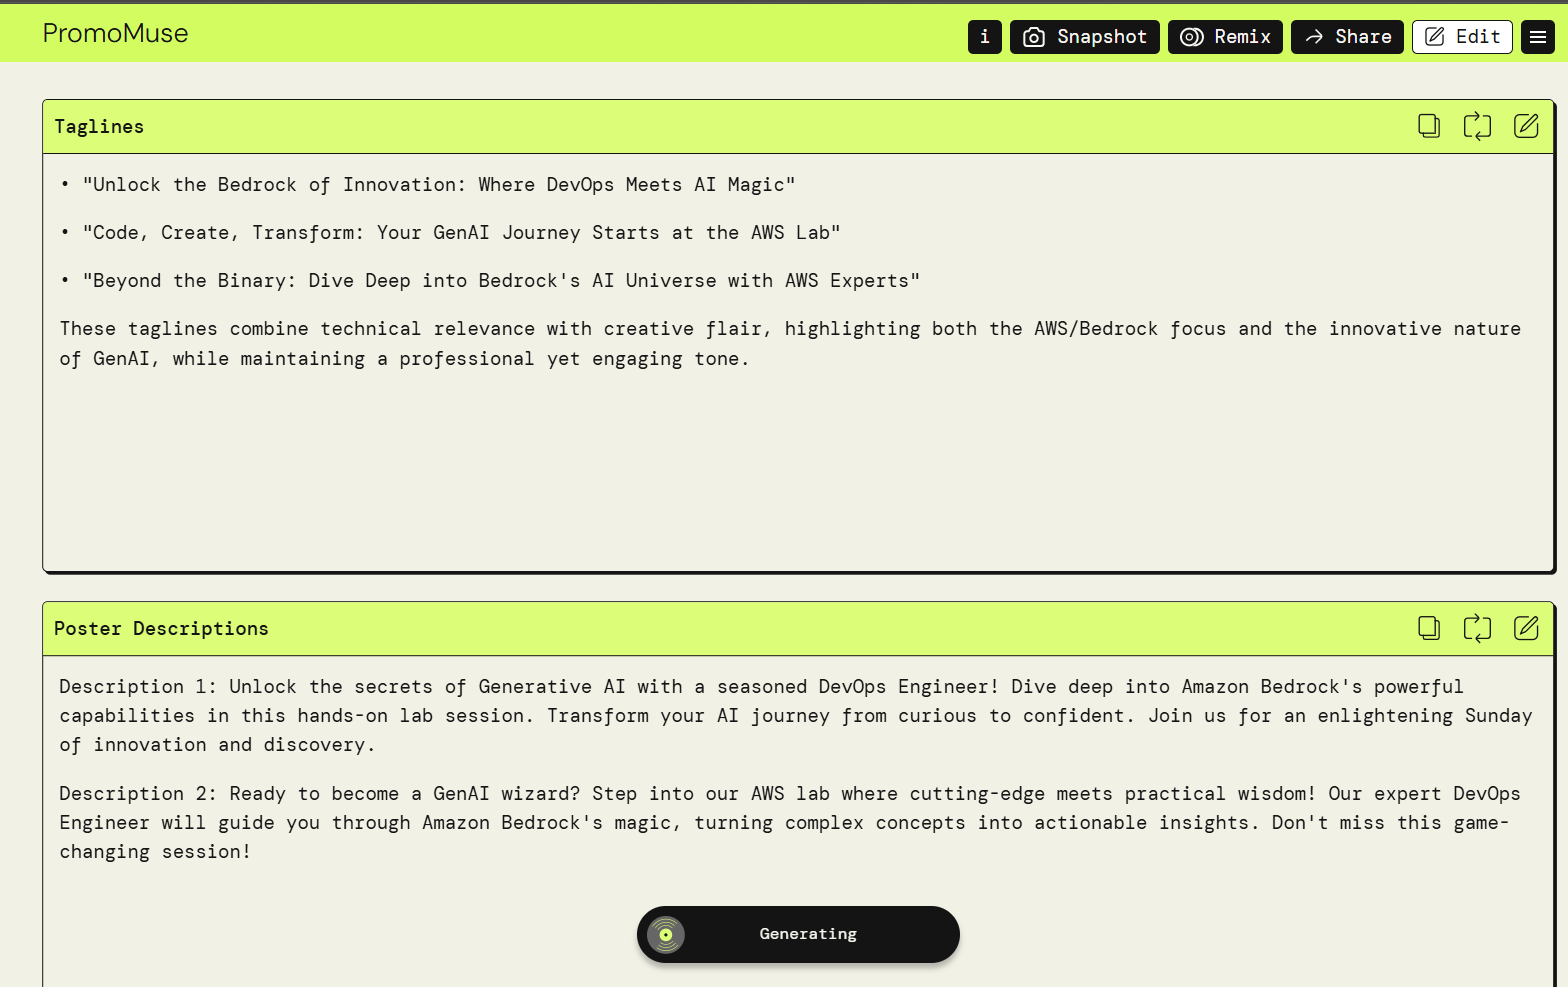 PromoMuse
i
Snapshot
Remix
Share
Edit
Taglines
• "Unlock the Bedrock of Innovation: Where DevOps Meets AI Magic"
• "Code, Create, Transform: Your GenAI Journey Starts at the AWS Lab"
• "Beyond the Binary: Dive Deep into Bedrock's AI Universe with AWS Experts"
These taglines combine technical relevance with creative flair, highlighting both the AWS/Bedrock focus and the innovative nature
of GenAI, while maintaining a professional yet engaging tone.
Poster Descriptions
Description 1: Unlock the secrets of Generative AI with a seasoned DevOps Engineer! Dive deep into Amazon Bedrock's powerful
capabilities in this hands-on lab session. Transform your AI journey from curious to confident. Join us for an enlightening Sunday
of innovation and discovery.
Description 2: Ready to become a GenAI wizard? Step into our AWS lab where cutting-edge meets practical wisdom! Our expert DevOps
Engineer will guide you through Amazon Bedrock's magic, turning complex concepts into actionable insights. Don't miss this game-
changing session!
Generating